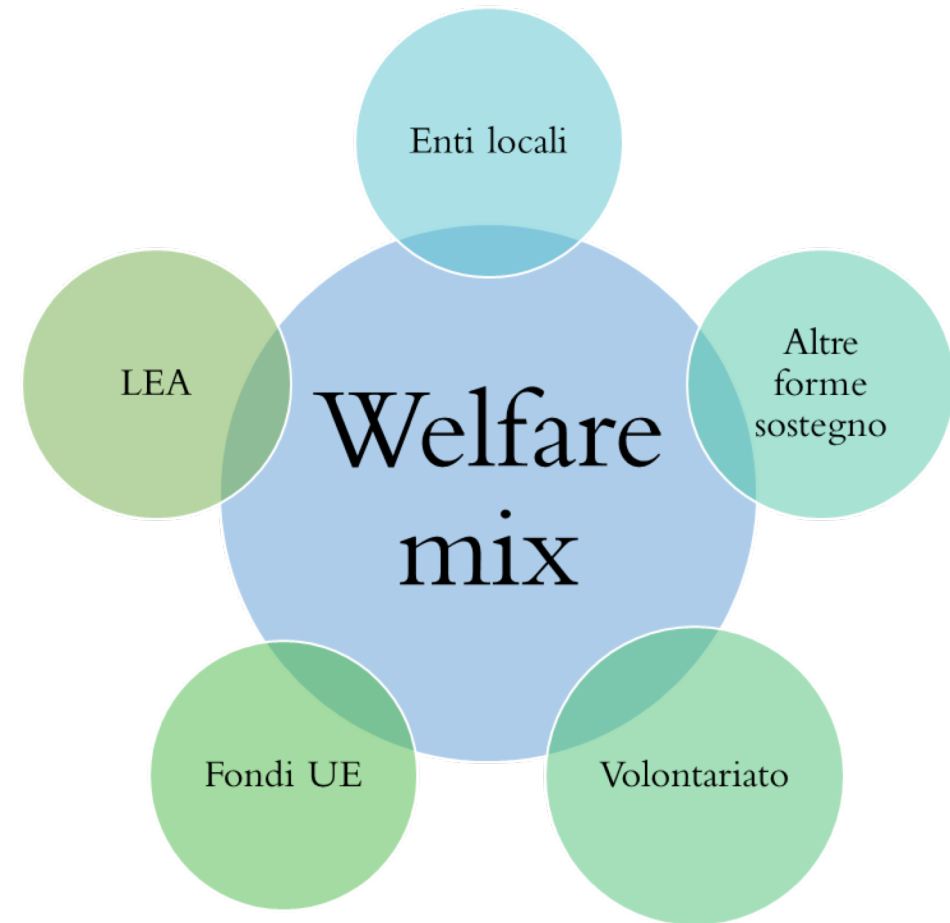 Enti locali
LEA
Altre
forme
sostegno
Welfare
mix
Fondi UE
Volontariato